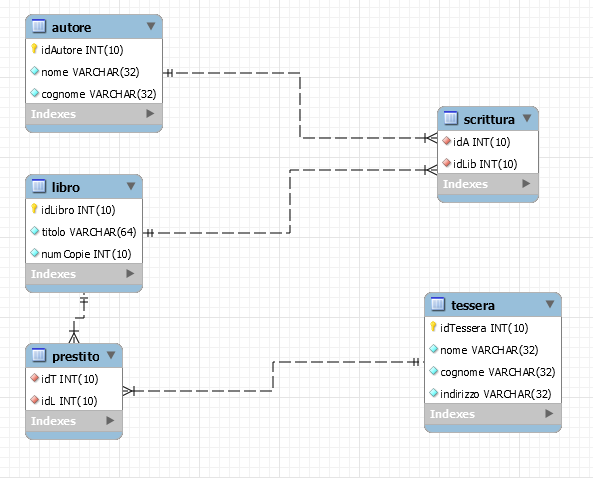 autore
idAutore INT(10)
nome VARCHAR(32)
cognome VARCHAR(32)
Indexes
scrittura
idA INT(10)
idLib INT(10)
Indexes
libro
idLibro INT(10)
titolo VARCHAR(64)
numCopie INT(10)
Indexes
tessera
idTessera INT(10)
nome VARCHAR(32)
cognome VARCHAR(32)
indirizzo VARCHAR(32)
Indexes
prestito
idT INT(10)
idL INT(10)
Indexes